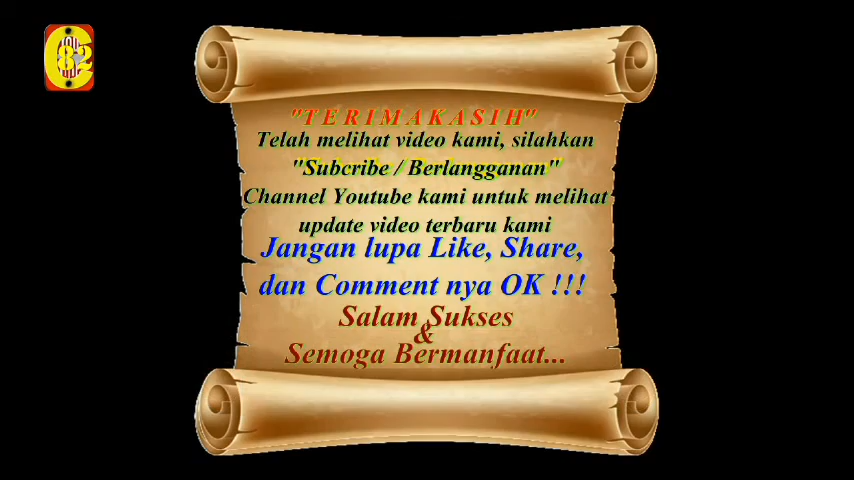 "T E R I M A K A S I H"
Telah melihat video kami, silahkan
"Subcribe / Berlangganan"
Channel Youtube kami untuk melihat
update video terbaru kami
Jangan lupa Like, Share,
dan Comment nya OK !!!
Salam Sukses
&
Semoga Bermanfaat...